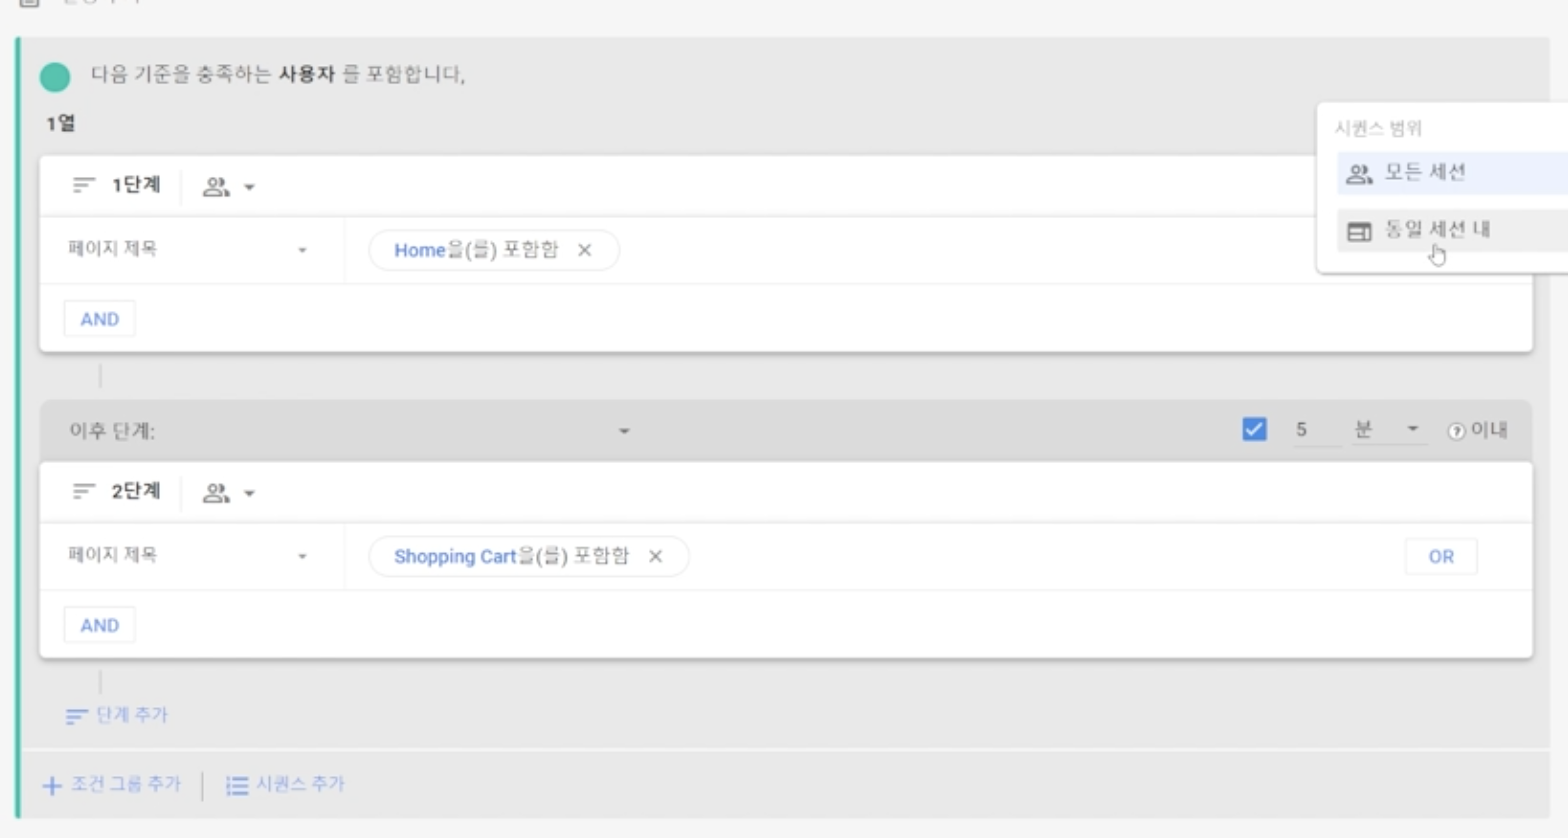 다음 기준을 충족하는 사용자 를 포함합니다,
1열
시퀀스 범위
모든 세션
동일 세션 내
1단계
페이지 제목
Home을(를) 포함함
AND
이후 단계:
5 분 이내
2단계
페이지 제목
Shopping Cart을(를) 포함함
OR
AND
단계 추가
조건 그룹 추가
시퀀스 추가